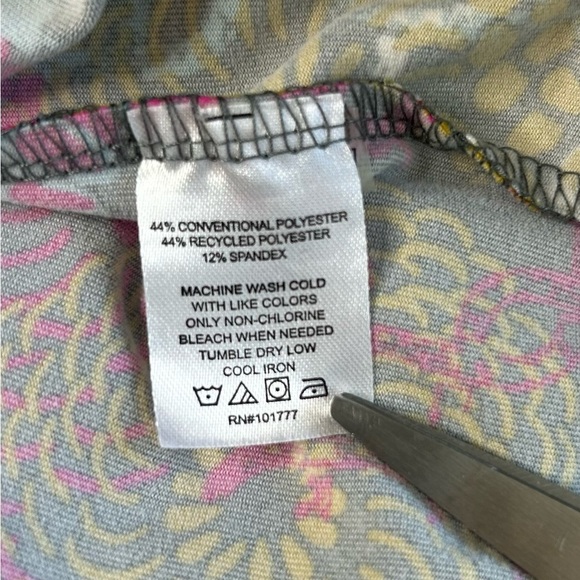 44% CONVENTIONAL POLYESTER
44% RECYCLED POLYESTER
12% SPANDEX
MACHINE WASH COLD
WITH LIKE COLORS
ONLY NON-CHLORINE
BLEACH WHEN NEEDED
TUMBLE DRY LOW
COOL IRON
RN#101777